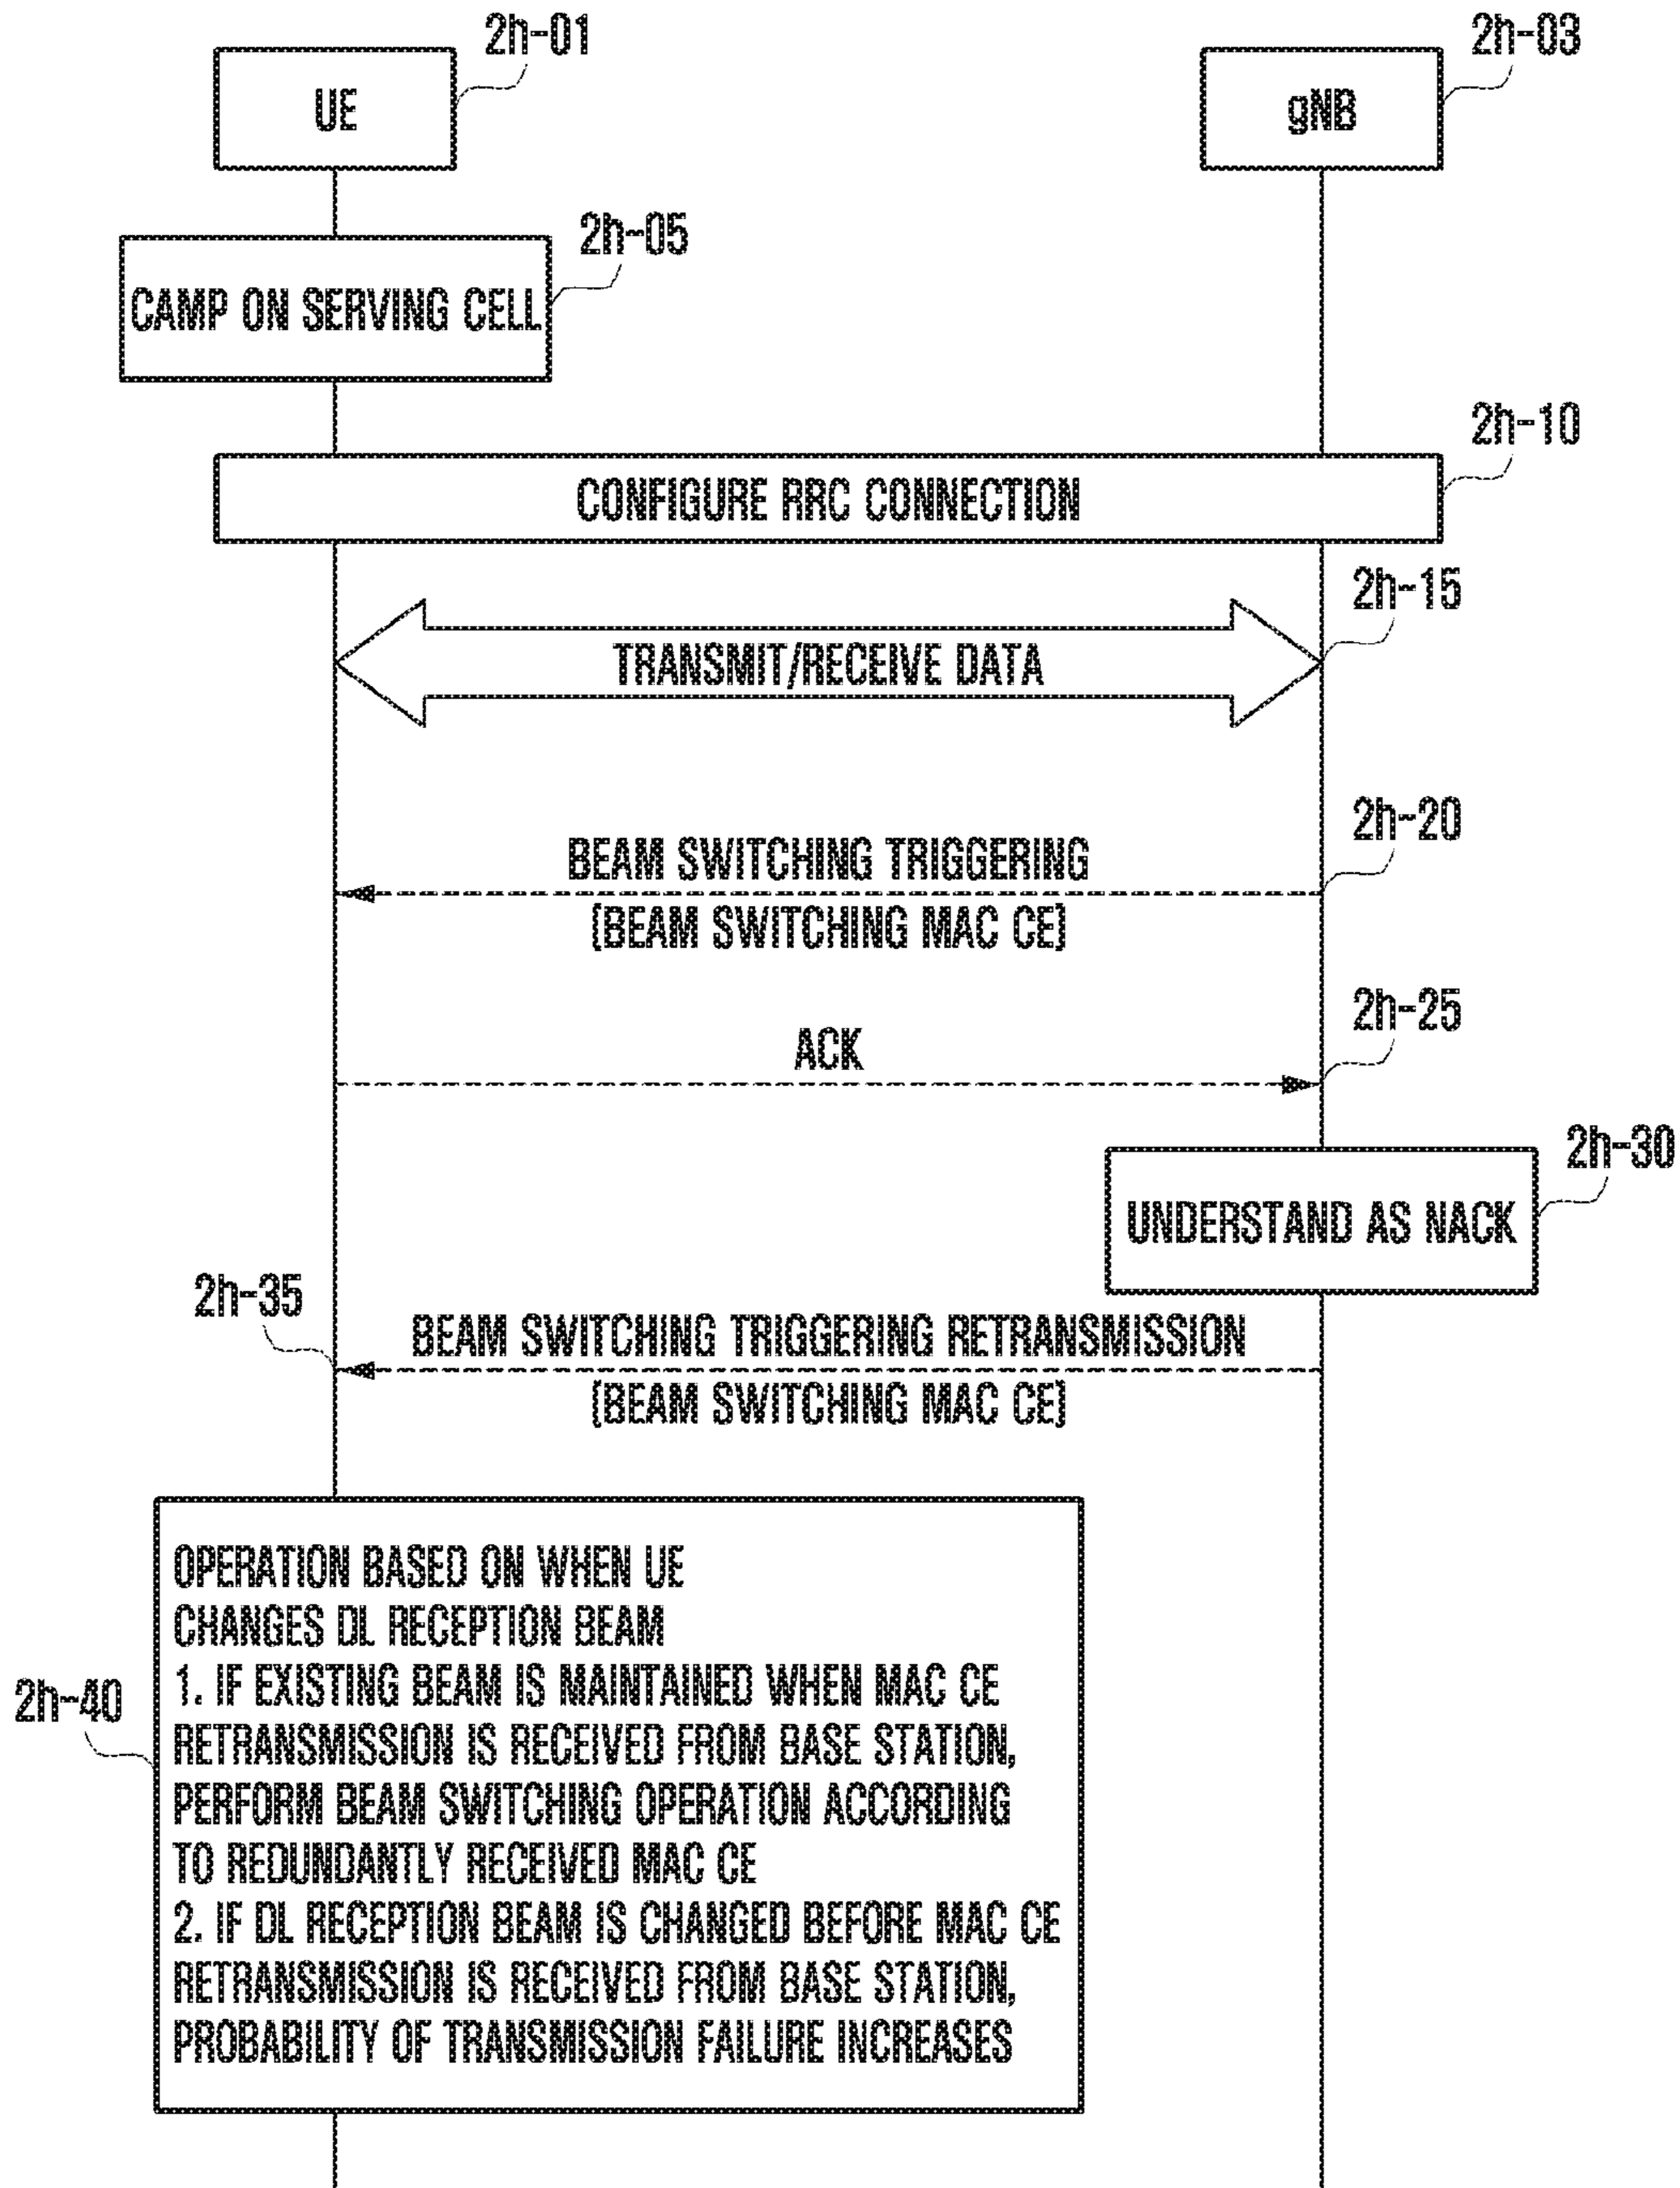 2h-01
2h-03
UE
gNB
2h-05
CAMP ON SERVING CELL
2h-10
CONFIGURE RRC CONNECTION
2h-15
TRANSMIT/RECEIVE DATA
2h-20
BEAM SWITCHING TRIGGERING
(BEAM SWITCHING MAC CE)
2h-25
ACK
2h-30
UNDERSTAND AS NACK
2h-35
BEAM SWITCHING TRIGGERING RETRANSMISSION
(BEAM SWITCHING MAC CE)
2h-40
OPERATION BASED ON WHEN UE
CHANGES DL RECEPTION BEAM
1. IF EXISTING BEAM IS MAINTAINED WHEN MAC CE
RETRANSMISSION IS RECEIVED FROM BASE STATION,
PERFORM BEAM SWITCHING OPERATION ACCORDING
TO REDUNDANTLY RECEIVED MAC CE
2. IF DL RECEPTION BEAM IS CHANGED BEFORE MAC CE
RETRANSMISSION IS RECEIVED FROM BASE STATION,
PROBABILITY OF TRANSMISSION FAILURE INCREASES